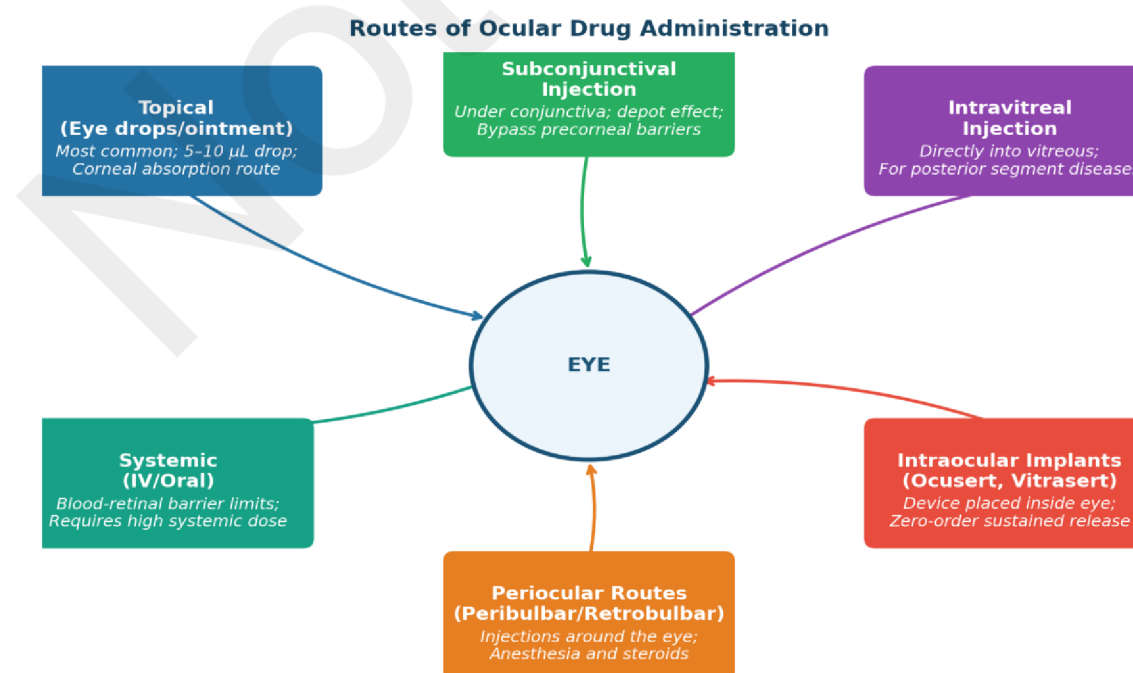 Routes of Ocular Drug Administration
Topical
(Eye drops/ointment)
Most common; 5–10 μL drop;
Corneal absorption route
Subconjunctival
Injection
Under conjunctiva; depot effect;
Bypass precorneal barriers
Intravitreal
Injection
Directly into vitreous;
For posterior segment disease
EYE
Systemic
(IV/Oral)
Blood-retinal barrier limits;
Requires high systemic dose
Intraocular Implants
(Ocusert, Vitrasert)
Device placed inside eye;
Zero-order sustained release
Periocular Routes
(Peribulbar/Retrobulbar)
Injections around the eye;
Anesthesia and steroids